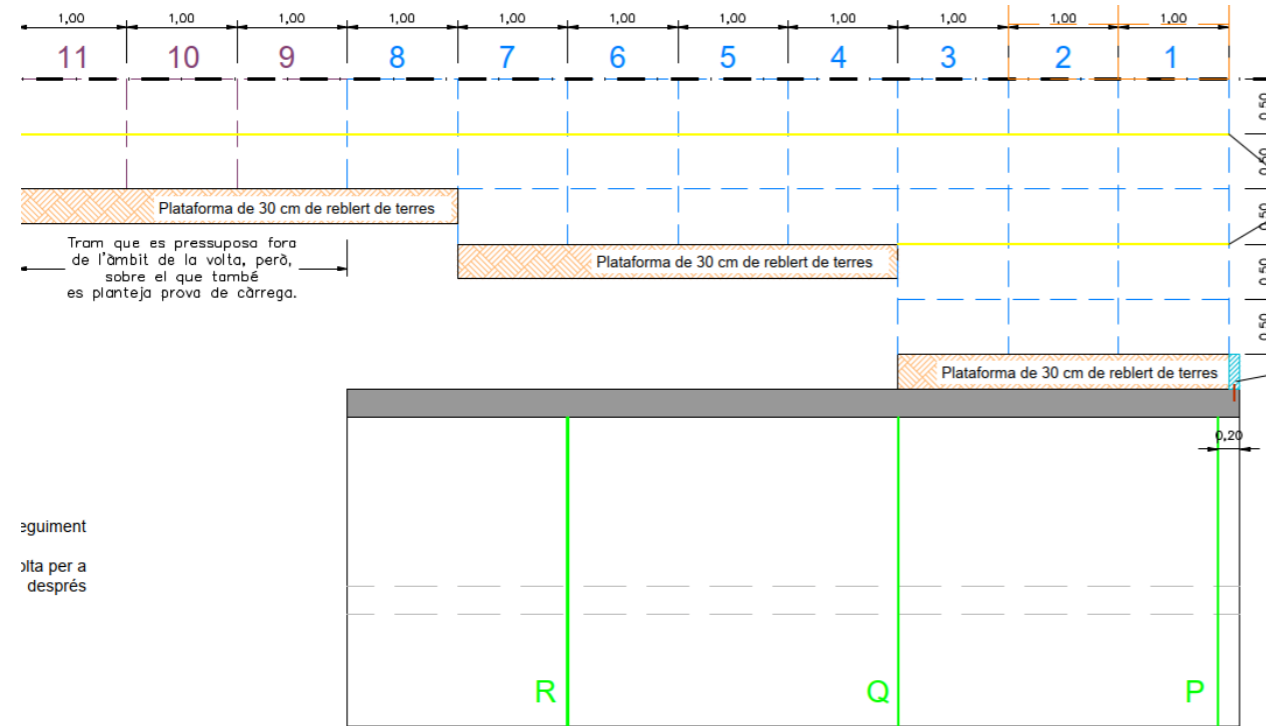 1,00 1,00 1,00 1,00 1,00 1,00 1,00 1,00 1,00 1,00 1,00
11 10 9 8 7 6 5 4 3 2 1
0,50
0,50
0,50
0,50
0,50
Plataforma de 30 cm de reblert de terres
Plataforma de 30 cm de reblert de terres
Plataforma de 30 cm de reblert de terres
Tram que es pressuposa fora
de l'àmbit de la volta, però,
sobre el que també
es planteja prova de càrrega.
0,20
eguiment
olta per a
després
R Q P